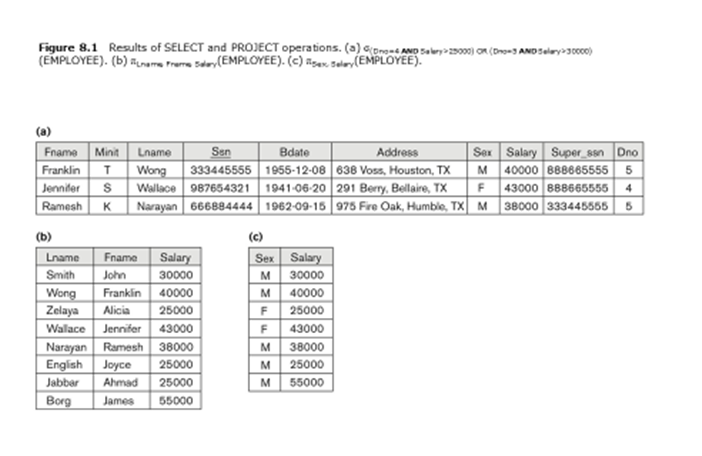 Figure 8.1 Results of SELECT and PROJECT operations. (a) σ(Dno=4 AND Salary>25000) OR (Dno=5 AND Salary>30000)
(EMPLOYEE). (b) πLname, Fname, Salary(EMPLOYEE). (c) πSex, Salary(EMPLOYEE).
(a)
Fname Minit Lname Ssn Bdate Address Sex Salary Super_ssn Dno
Franklin T Wong 333445555 1955-12-08 638 Voss, Houston, TX M 40000 888665555 5
Jennifer S Wallace 987654321 1941-06-20 291 Berry, Bellaire, TX F 43000 888665555 4
Ramesh K Narayan 666884444 1962-09-15 975 Fire Oak, Humble, TX M 38000 333445555 5
(b)
Lname Fname Salary
Smith John 30000
Wong Franklin 40000
Zelaya Alicia 25000
Wallace Jennifer 43000
Narayan Ramesh 38000
English Joyce 25000
Jabbar Ahmad 25000
Borg James 55000
(c)
Sex Salary
M 30000
M 40000
F 25000
F 43000
M 38000
M 25000
M 55000